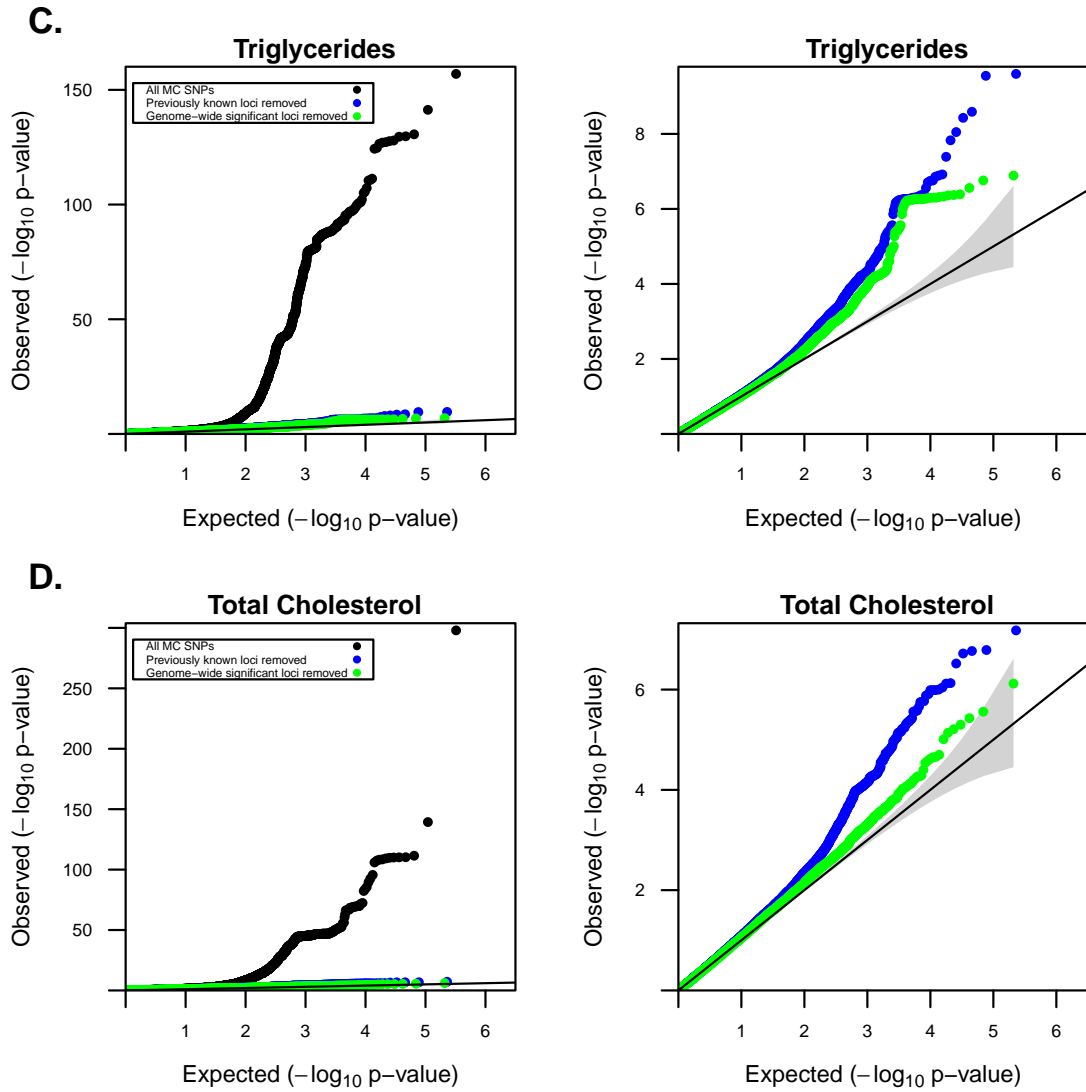 C.
Triglycerides
Observed (−log10 p−value)
150
100
50
All MC SNPs
Previously known loci removed
Genome−wide significant loci removed
1 2 3 4 5 6
Expected (−log10 p−value)
Triglycerides
Observed (−log10 p−value)
8
6
4
2
1 2 3 4 5 6
Expected (−log10 p−value)
D.
Total Cholesterol
Observed (−log10 p−value)
250
200
150
100
50
All MC SNPs
Previously known loci removed
Genome−wide significant loci removed
1 2 3 4 5 6
Expected (−log10 p−value)
Total Cholesterol
Observed (−log10 p−value)
6
4
2
1 2 3 4 5 6
Expected (−log10 p−value)